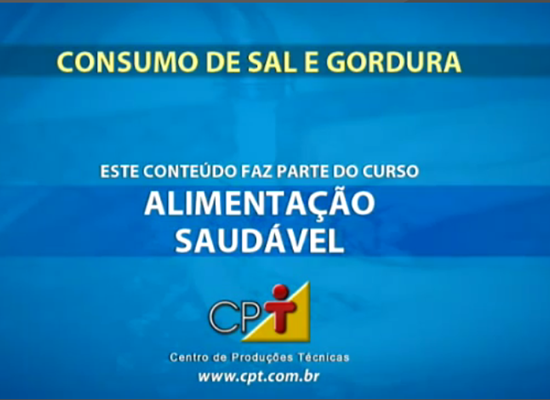 CONSUMO DE SAL E GORDURA
ESTE CONTEÚDO FAZ PARTE DO CURSO
ALIMENTAÇÃO
SAUDÁVEL
CPT
Centro de Produções Técnicas
www.cpt.com.br